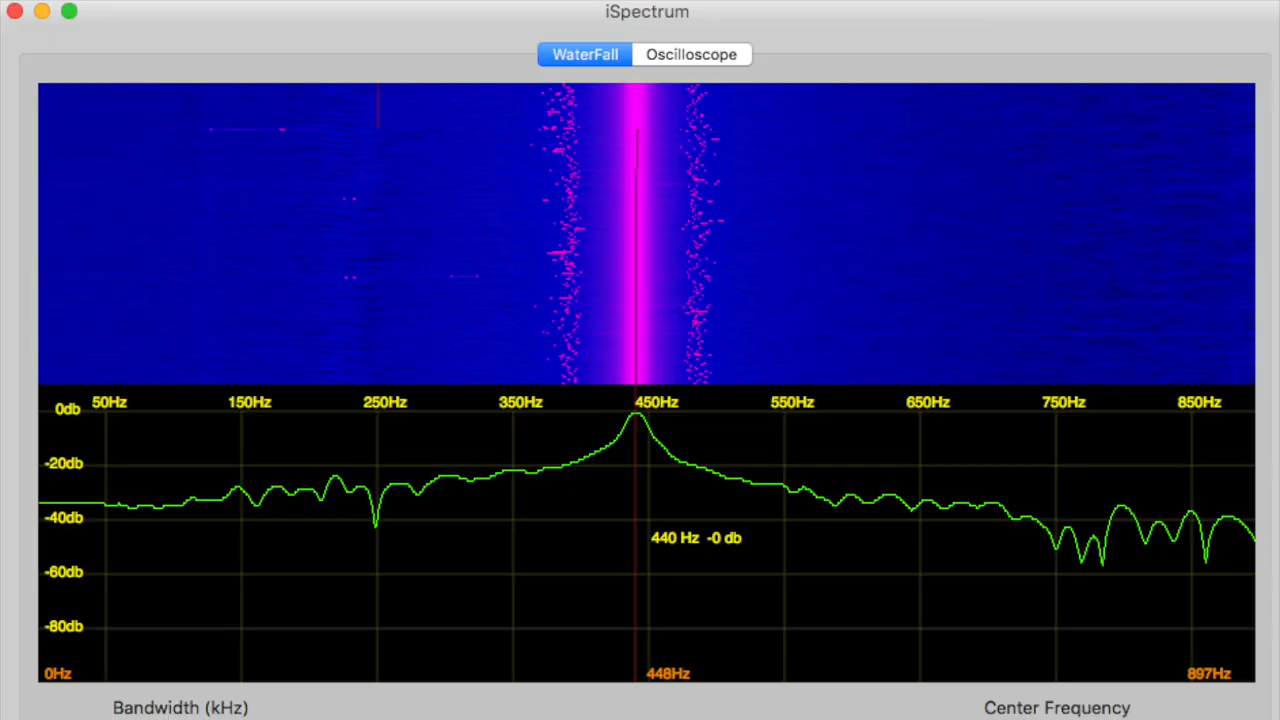 iSpectrum
WaterFall Oscilloscope
0db 50Hz 150Hz 250Hz 350Hz 450Hz 550Hz 650Hz 750Hz 850Hz
-20db
-40db
440 Hz -0 db
-60db
-80db
0Hz 448Hz 897Hz
Bandwidth (kHz) Center Frequency